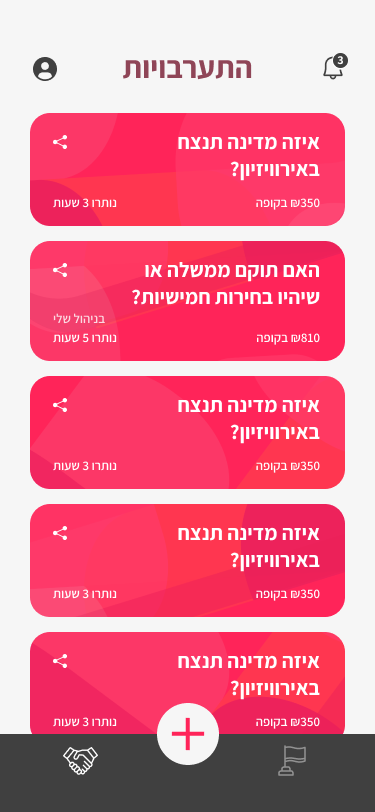 התערבויות
3
איזה מדינה תנצח
באירוויזיון?
₪350 בקופה
נותרו 3 שעות
האם תוקם ממשלה או
שיהיו בחירות חמישיות?
בניהול שלי
₪810 בקופה
נותרו 5 שעות
איזה מדינה תנצח
באירוויזיון?
₪350 בקופה
נותרו 3 שעות
איזה מדינה תנצח
באירוויזיון?
₪350 בקופה
נותרו 3 שעות
איזה מדינה תנצח
באירוויזיון?
₪350 בקופה
נותרו 3 שעות